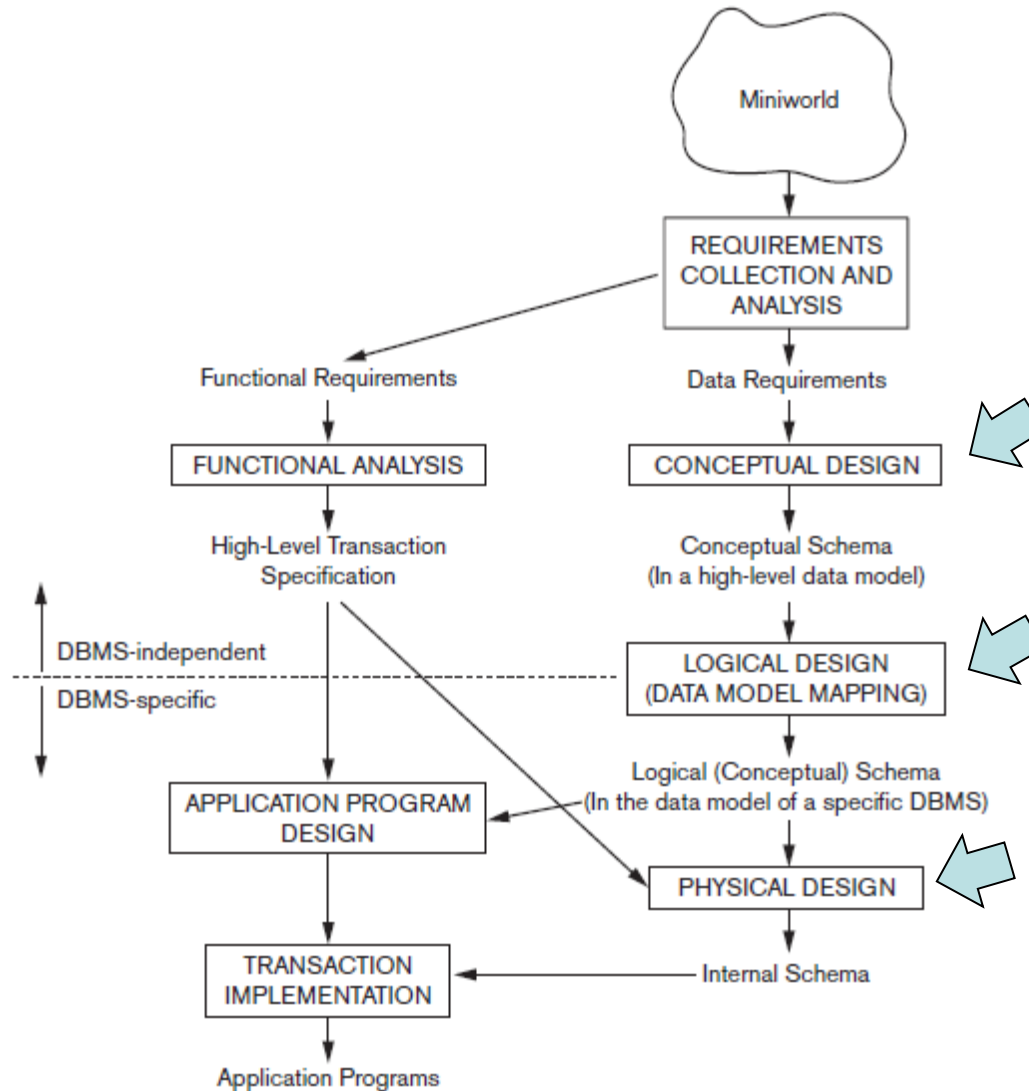 Miniworld
REQUIREMENTS
COLLECTION AND
ANALYSIS
Functional Requirements
Data Requirements
FUNCTIONAL ANALYSIS
CONCEPTUAL DESIGN
High-Level Transaction
Specification
Conceptual Schema
(In a high-level data model)
DBMS-independent
DBMS-specific
LOGICAL DESIGN
(DATA MODEL MAPPING)
Logical (Conceptual) Schema
(In the data model of a specific DBMS)
APPLICATION PROGRAM
DESIGN
PHYSICAL DESIGN
TRANSACTION
IMPLEMENTATION
Internal Schema
Application Programs